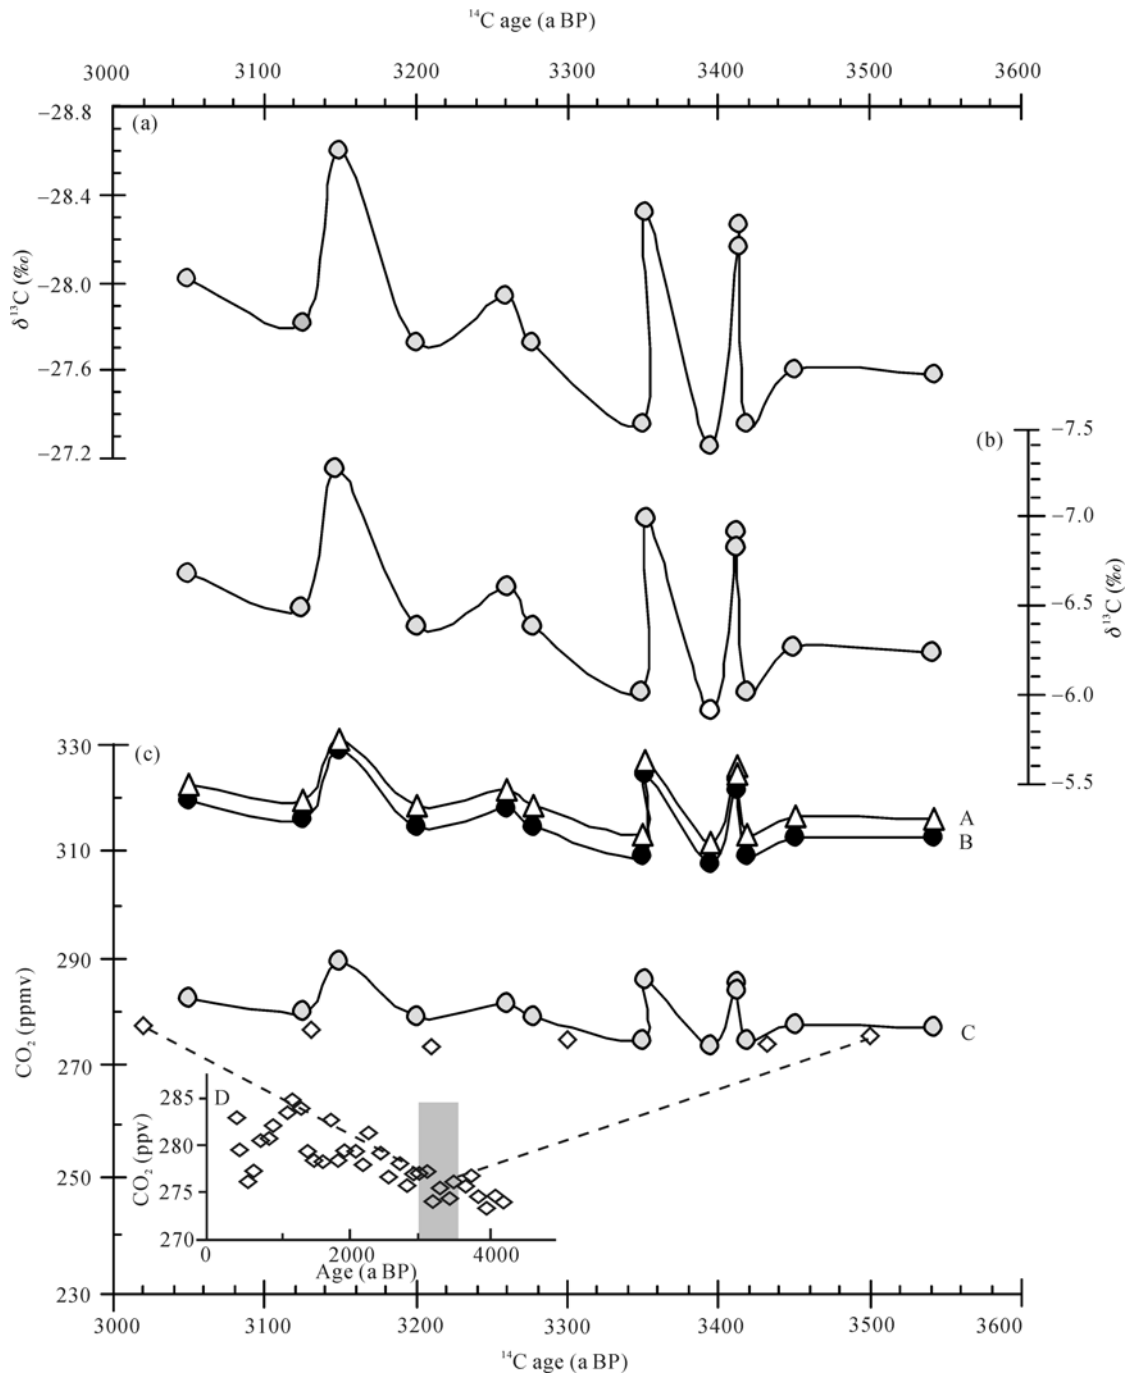 ¹⁴C age (a BP)
3000 3100 3200 3300 3400 3500 3600
−28.8
(a)
−28.4
−28.0
δ¹³C (‰)
−27.6
−27.2
−7.5
(b)
−7.0
−6.5
δ¹³C (‰)
−6.0
−5.5
330
(c)
A
B
310
290
C
CO₂ (ppmv)
270
250
230
285
D
280
CO₂ (ppv)
275
270
0 2000 4000
Age (a BP)
3000 3100 3200 3300 3400 3500 3600
¹⁴C age (a BP)